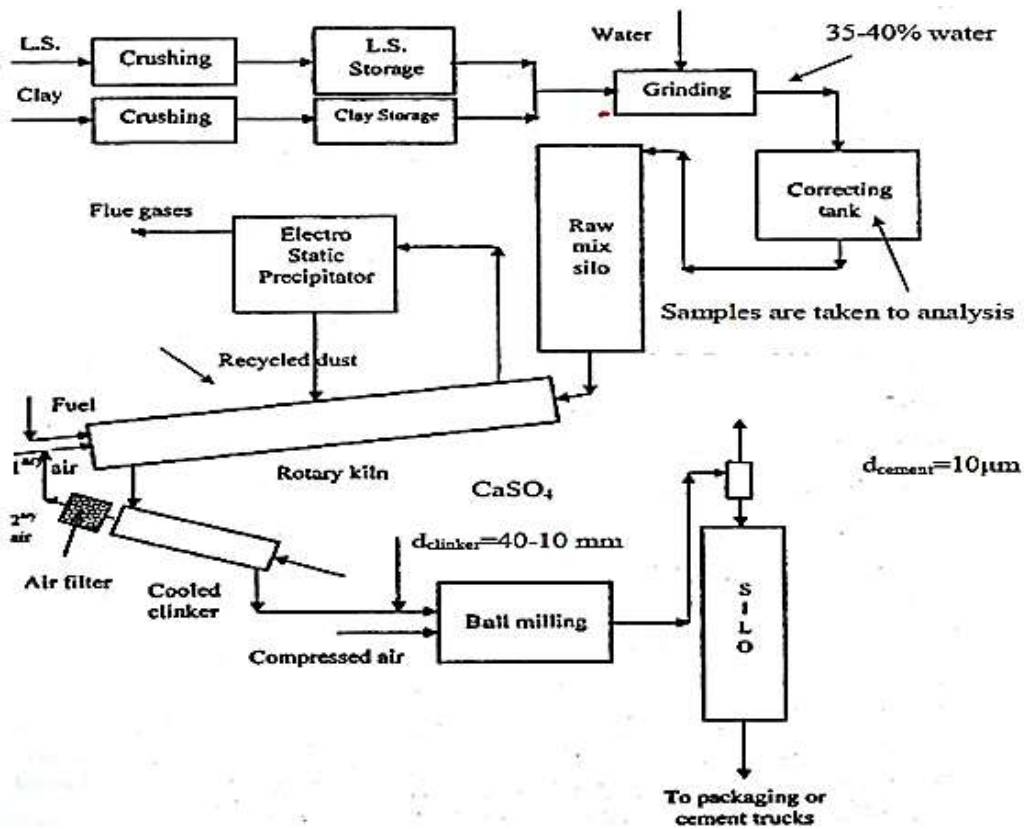 L.S.
Crushing
L.S.
Storage
Water
35-40% water
Clay
Crushing
Clay Storage
Grinding
Flue gases
Electro
Static
Precipitator
Raw
mix
silo
Correcting
tank
Samples are taken to analysis
Recycled dust
Fuel
1ary air
Rotary kiln
2ary
air
CaSO₄
dcement=10μm
dclinker=40-10 mm
Air filter
Cooled
clinker
Ball milling
Compressed air
S
I
L
O
To packaging or
cement trucks